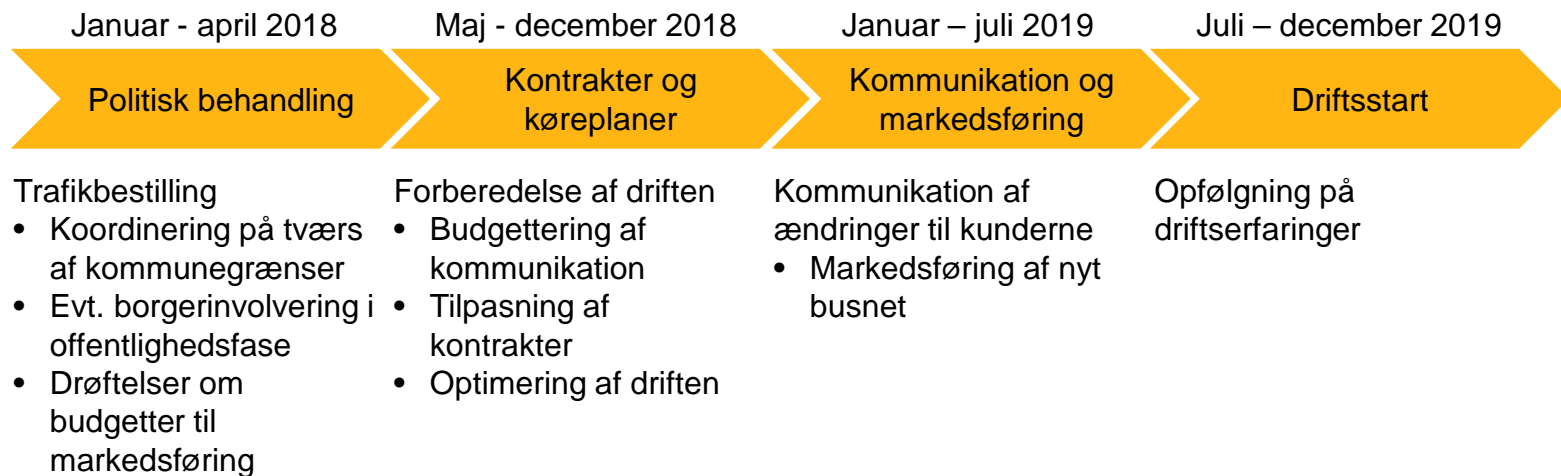 Januar - april 2018
Maj - december 2018
Januar – juli 2019
Juli – december 2019
Politisk behandling
Kontrakter og
køreplaner
Kommunikation og
markedsføring
Driftsstart
Trafikbestilling
• Koordinering på tværs
af kommunegrænser
• Evt. borgerinvolvering i
offentlighedsfase
• Drøftelser om
budgetter til
markedsføring
Forberedelse af driften
• Budgettering af
kommunikation
• Tilpasning af
kontrakter
• Optimering af driften
Kommunikation af
ændringer til kunderne
• Markedsføring af nyt
busnet
Opfølgning på
driftserfaringer